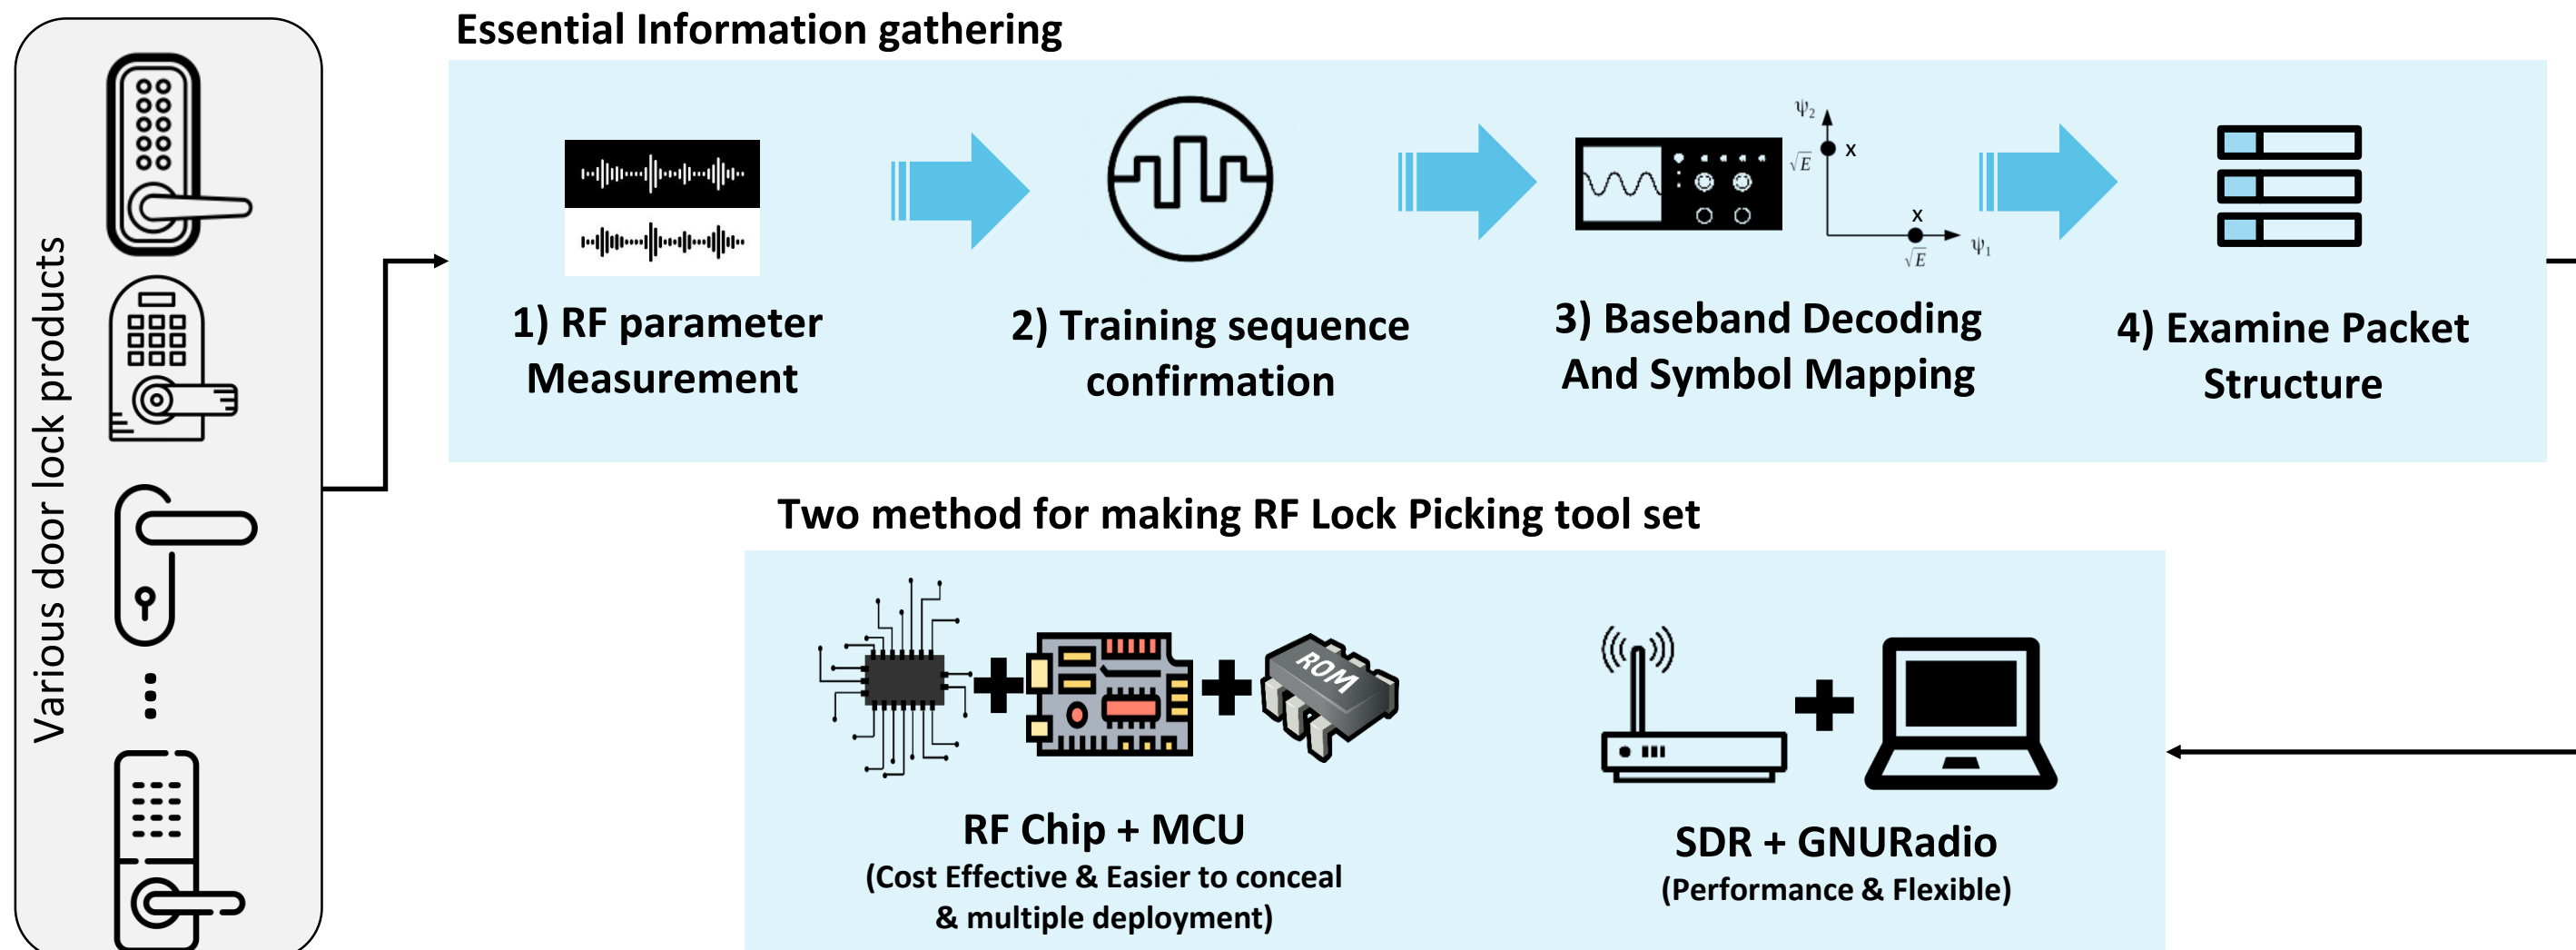 Various door lock products
Essential Information gathering
1) RF parameter
Measurement
2) Training sequence
confirmation
ψ2
√E
x
x
√E
ψ1
3) Baseband Decoding
And Symbol Mapping
4) Examine Packet
Structure
Two method for making RF Lock Picking tool set
ROM
RF Chip + MCU
(Cost Effective & Easier to conceal
& multiple deployment)
SDR + GNURadio
(Performance & Flexible)